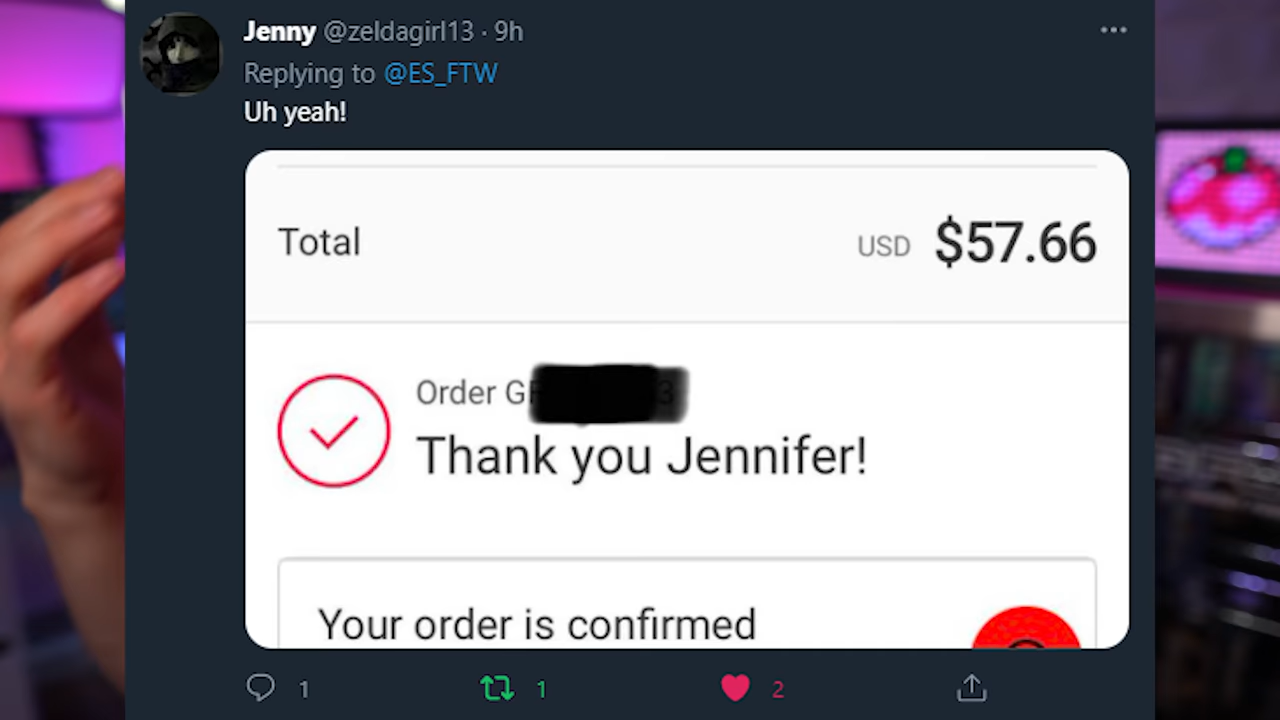 Jenny @zeldagirl13 · 9h
Replying to @ES_FTW
Uh yeah!
Total USD $57.66
Order G
Thank you Jennifer!
Your order is confirmed
1 1 2